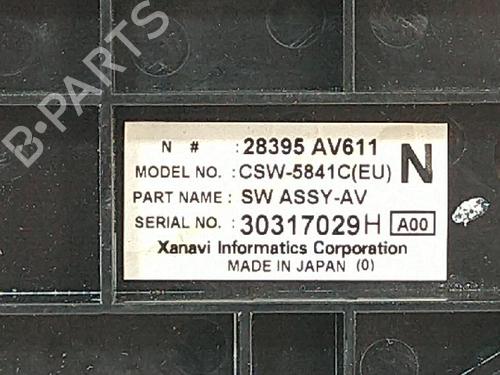 B-PARTS
N # : 28395 AV611
MODEL NO. : CSW-5841C(EU)
N
PART NAME : SW ASSY-AV
SERIAL NO. : 30317029H A00
Xanavi Informatics Corporation
MADE IN JAPAN (0)